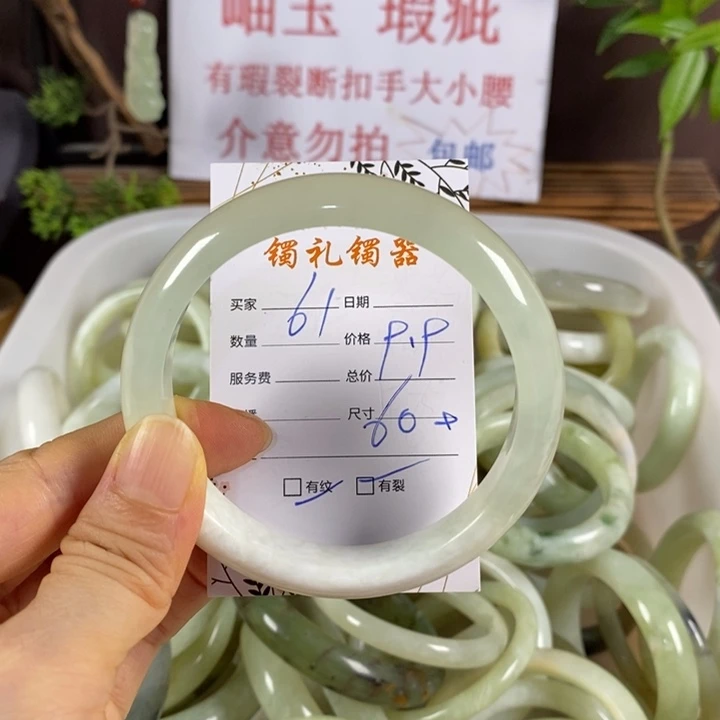 岫玉 瑕疵
有瑕裂断扣手大小腰
介意勿拍 包邮
镯礼镯器
买家 61 日期
数量 价格 9.9
服务费 总价
尺寸 60+
有纹 有裂